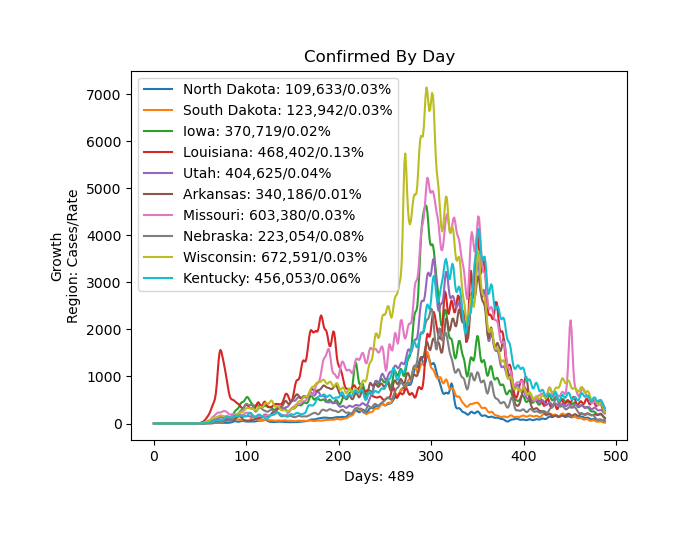 Confirmed By Day
Growth
Region: Cases/Rate
7000
6000
5000
4000
3000
2000
1000
0
North Dakota: 109,633/0.03%
South Dakota: 123,942/0.03%
Iowa: 370,719/0.02%
Louisiana: 468,402/0.13%
Utah: 404,625/0.04%
Arkansas: 340,186/0.01%
Missouri: 603,380/0.03%
Nebraska: 223,054/0.08%
Wisconsin: 672,591/0.03%
Kentucky: 456,053/0.06%
0 100 200 300 400 500
Days: 489